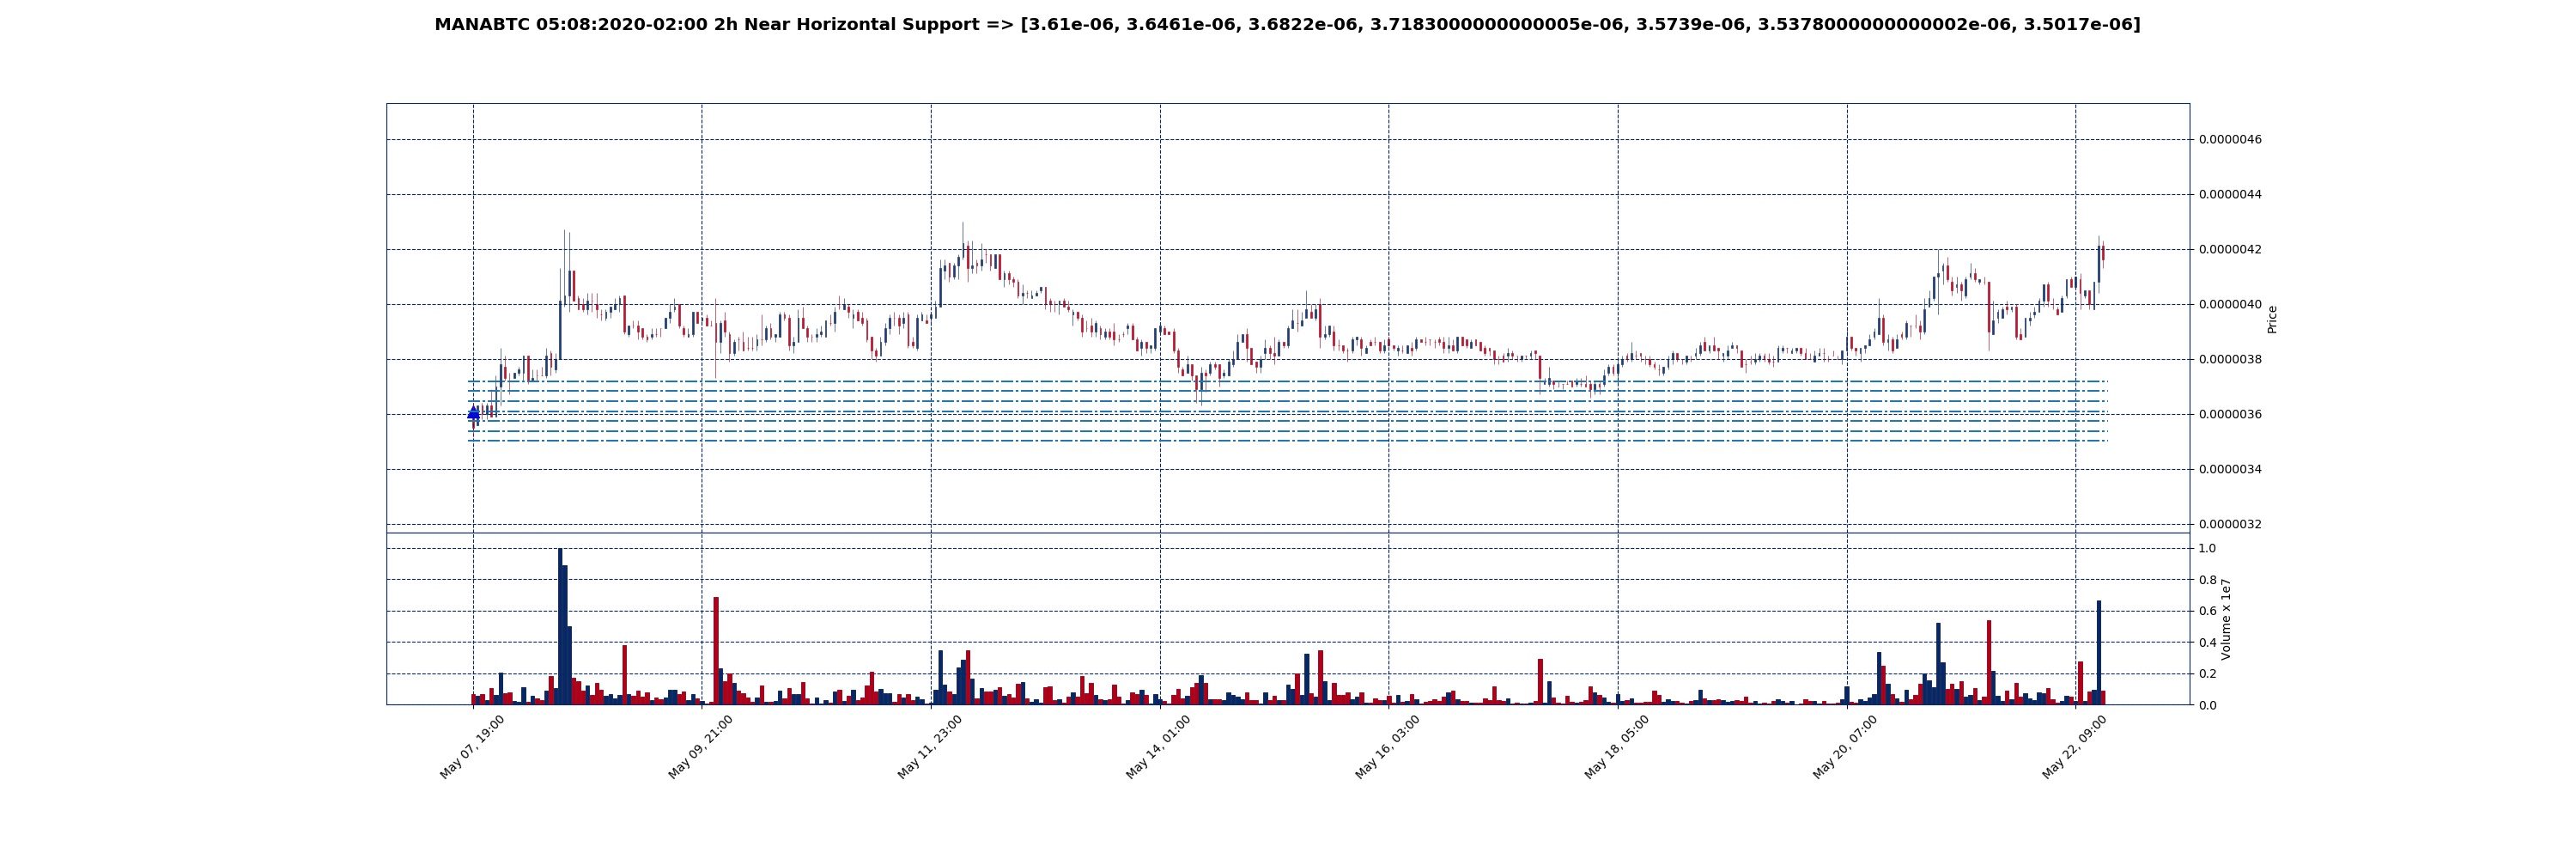 MANABTC 05:08:2020-02:00 2h Near Horizontal Support => [3.61e-06, 3.6461e-06, 3.6822e-06, 3.7183000000000005e-06, 3.5739e-06, 3.5378000000000002e-06, 3.5017e-06]
0.0000046
0.0000044
0.0000042
0.0000040
0.0000038
0.0000036
0.0000034
0.0000032
Price
1.0
0.8
0.6
0.4
0.2
0.0
Volume x 1e7
May 07, 19:00
May 09, 21:00
May 11, 23:00
May 14, 01:00
May 16, 03:00
May 18, 05:00
May 20, 07:00
May 22, 09:00